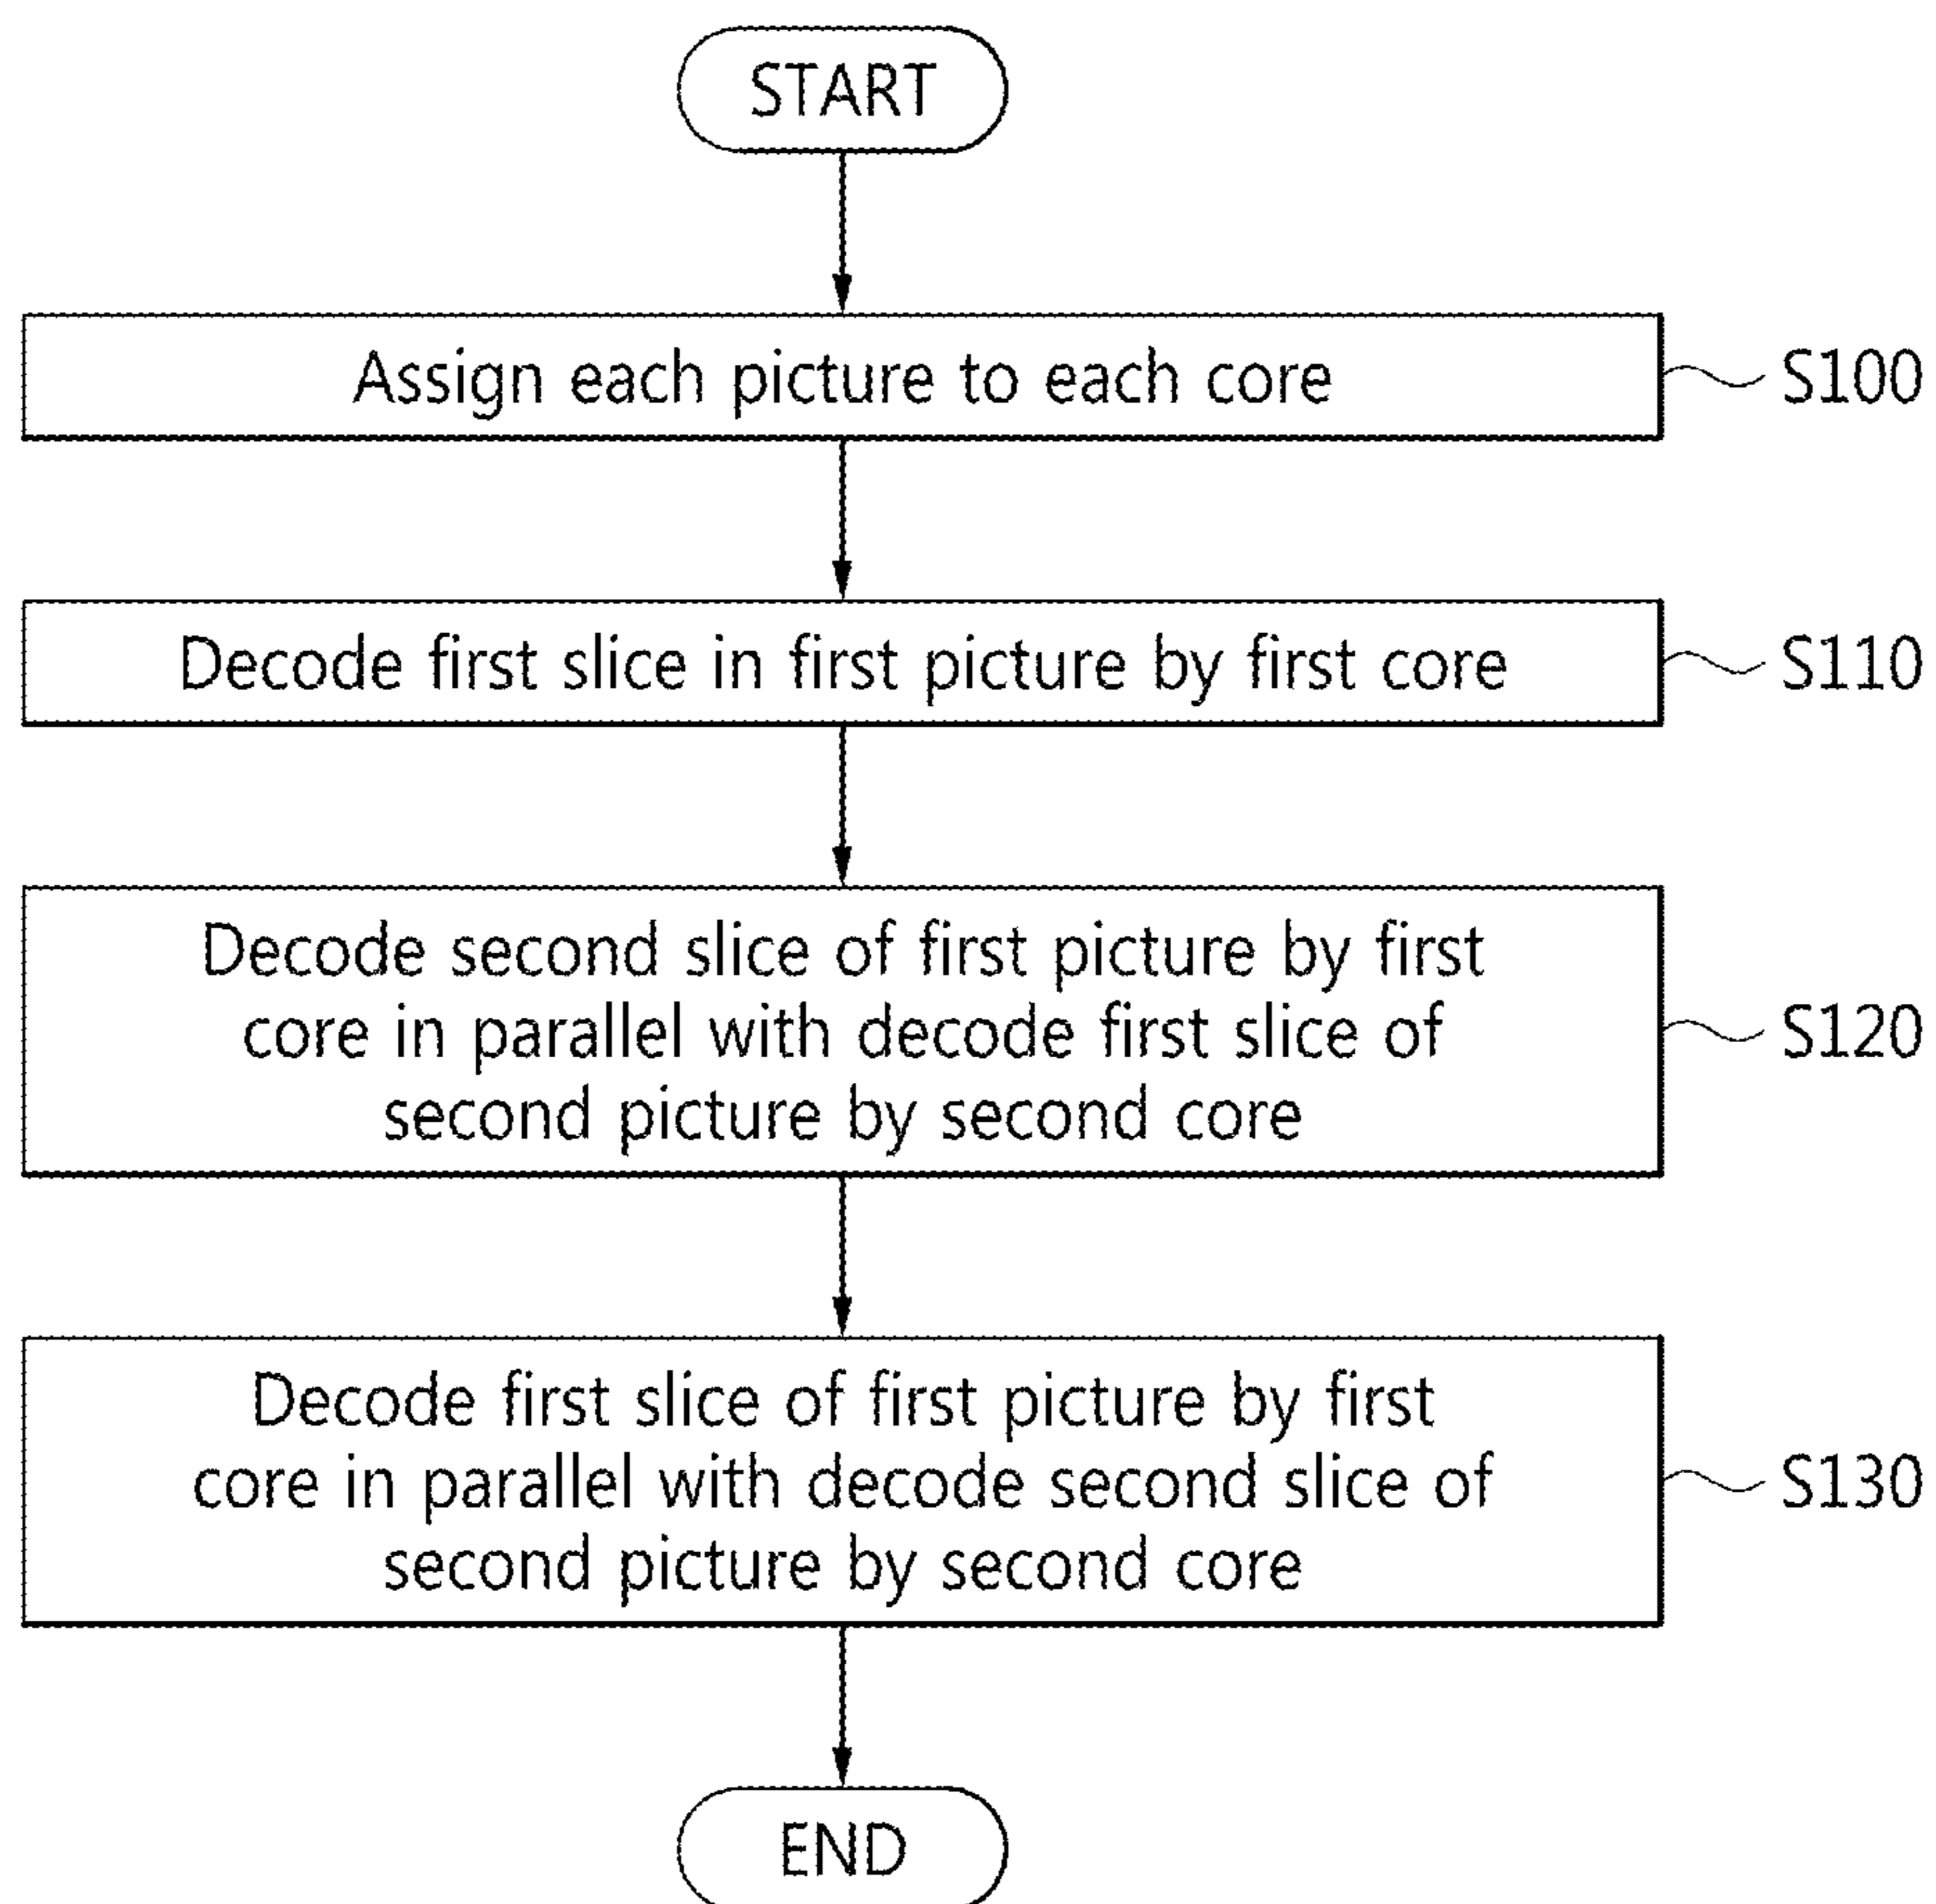 START
Assign each picture to each core
S100
Decode first slice in first picture by first core
S110
Decode second slice of first picture by first
core in parallel with decode first slice of
second picture by second core
S120
Decode first slice of first picture by first
core in parallel with decode second slice of
second picture by second core
S130
END